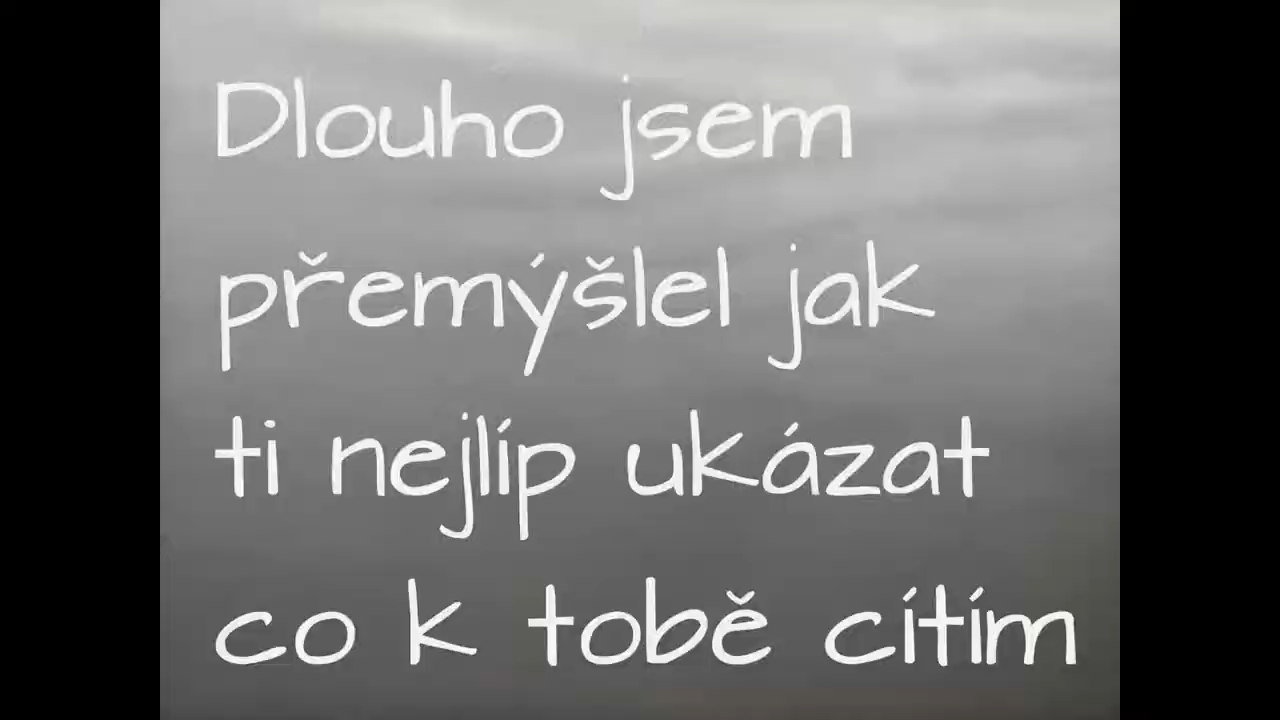 Dlouho jsem
přemýšlel jak
ti nejlíp ukázat
co k tobě cítím